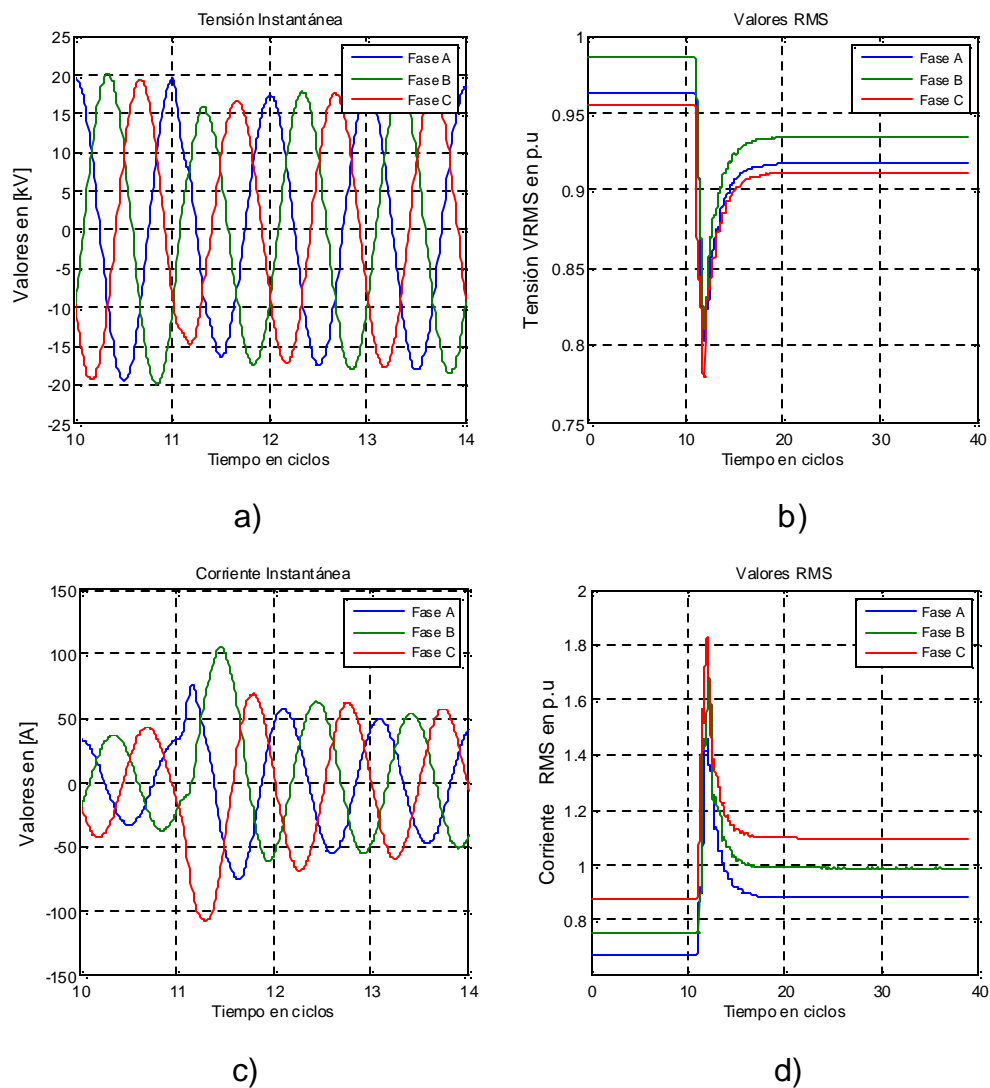 Tensión Instantánea
25
20
15
10
5
0
-5
-10
-15
-20
-25
10
11
12
13
14
Valores en [kV]
Tiempo en ciclos
Fase A
Fase B
Fase C
a)
Valores RMS
1
0.95
0.9
0.85
0.8
0.75
0
10
20
30
40
Tensión VRMS en p.u
Tiempo en ciclos
Fase A
Fase B
Fase C
b)
Corriente Instantánea
150
100
50
0
-50
-100
-150
10
11
12
13
14
Valores en [A]
Tiempo en ciclos
Fase A
Fase B
Fase C
c)
Valores RMS
2
1.8
1.6
1.4
1.2
1
0.8
0
10
20
30
40
Corriente RMS en p.u
Tiempo en ciclos
Fase A
Fase B
Fase C
d)